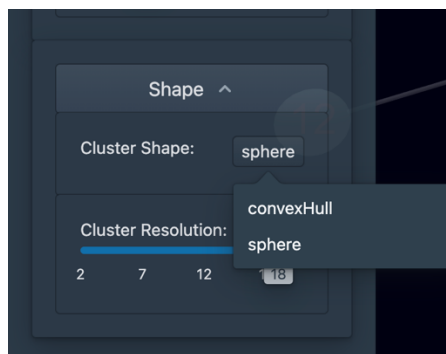 Shape
Cluster Shape: sphere
convexHull
sphere
Cluster Resolution:
2 7 12 18